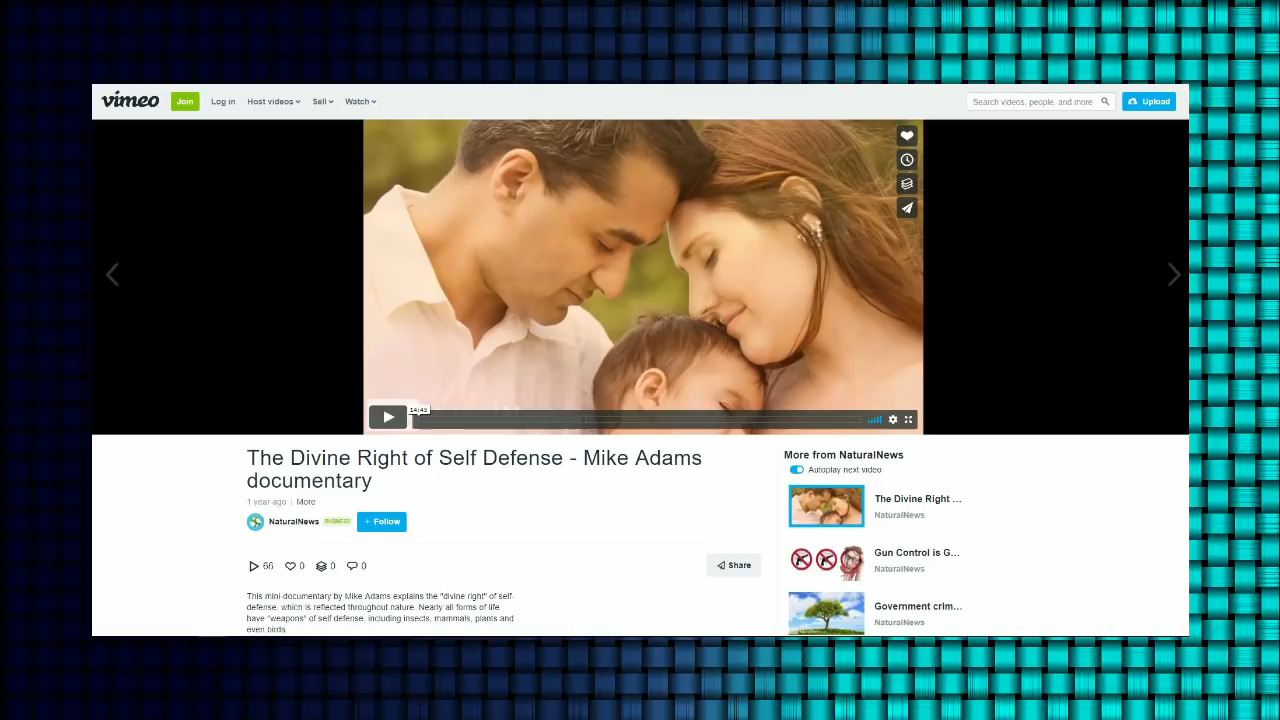 vimeo Join Log in Host videos Sell Watch Search videos, people, and more Upload
14:43
The Divine Right of Self Defense - Mike Adams
documentary
1 year ago | More
NaturalNews BUSINESS + Follow
66 0 0 0 Share
This mini-documentary by Mike Adams explains the "divine right" of self-
defense, which is reflected throughout nature. Nearly all forms of life
have "weapons" of self defense, including insects, mammals, plants and
even birds
More from NaturalNews
Autoplay next video
The Divine Right ...
NaturalNews
Gun Control is G...
NaturalNews
Government crim...
NaturalNews